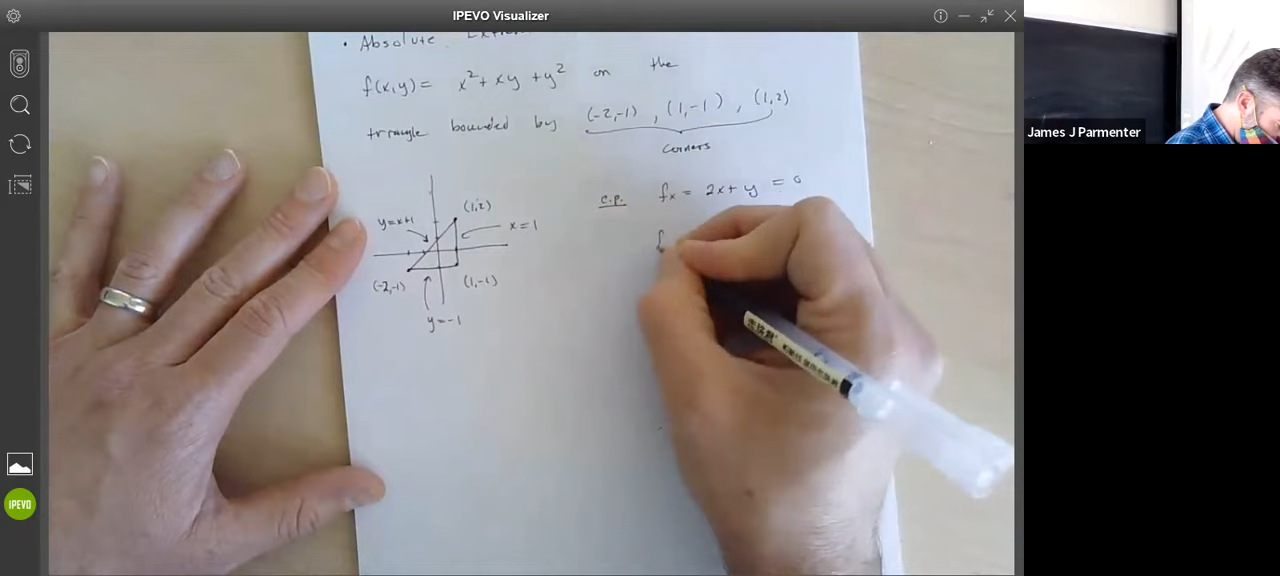 IPEVO Visualizer
• Absolute
f(x,y) = x² + xy + y² on the
triangle bounded by (-2,-1) , (1,-1) , (1,2)
corners
c.p. fx = 2x + y = 0
f
y=x+1
(1,2)
x=1
(-2,-1)
(1,-1)
y=-1
IPEVO
James J Parmenter